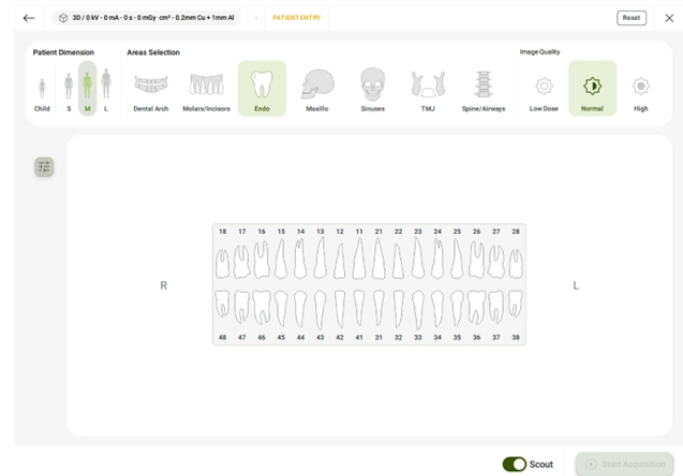 3D / 0 kV - 0 mA - 0 s - 0 mGy· cm² - 0.2mm Cu + 1mm Al - PATIENT ENTRY Reset
Patient Dimension Areas Selection Image Quality
Child S M L Dental Arch Molars/Incisors Endo Maxillo Sinuses TMJ Spine/Airways Low Dose Normal High
18 17 16 15 14 13 12 11 21 22 23 24 25 26 27 28
R L
48 47 46 45 44 43 42 41 31 32 33 34 35 36 37 38
Scout Start Acquisition